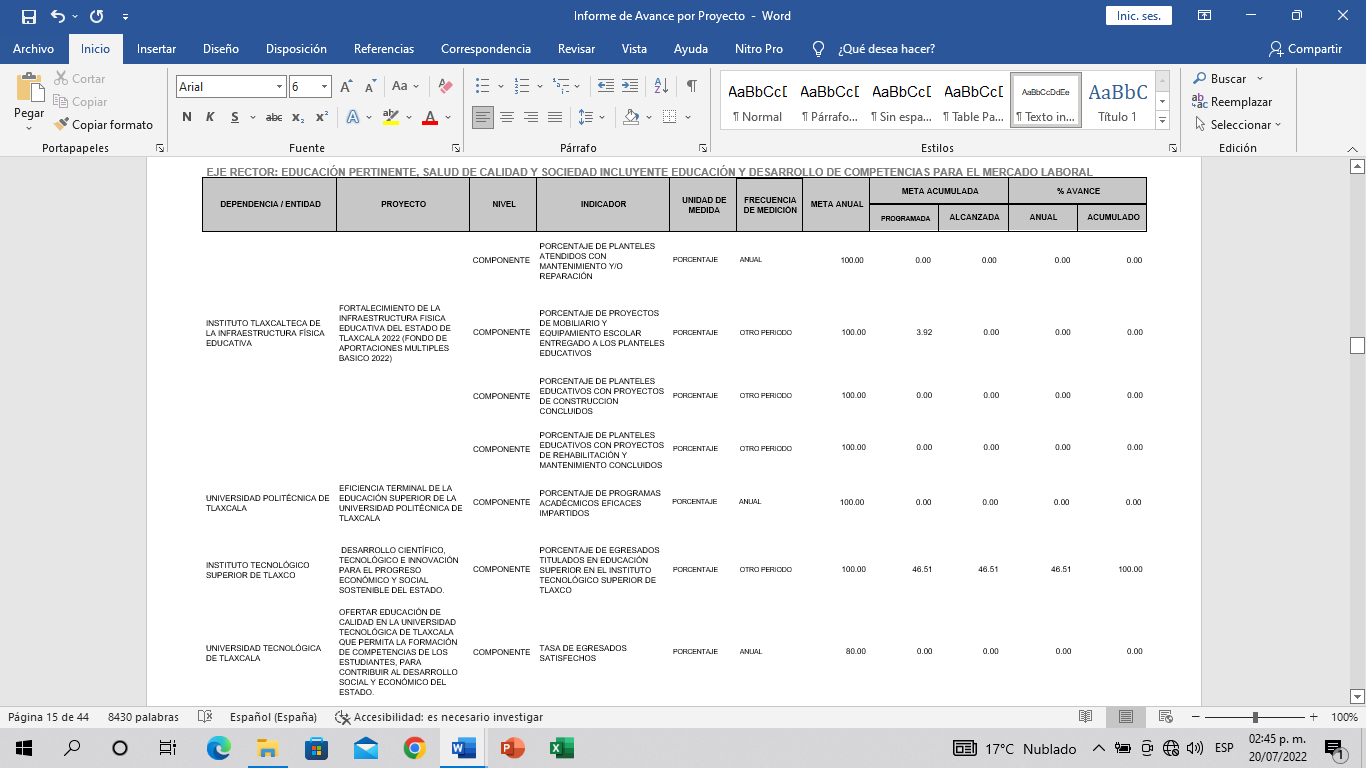 Informe de Avance por Proyecto - Word
Inic. ses.
Archivo Inicio Insertar Diseño Disposición Referencias Correspondencia Revisar Vista Ayuda Nitro Pro ¿Qué desea hacer? Compartir
Pegar
Cortar
Copiar
Copiar formato
Portapapeles
Arial 6
N K S abc x₂ x²
Fuente
Párrafo
AaBbCcD AaBbCcD AaBbCcD AaBbCcD AaBbCcDdEe AaBbC
¶ Normal ¶ Párrafo... ¶ Sin espa... ¶ Table Pa... ¶ Texto in... Título 1
Estilos
Buscar
Reemplazar
Seleccionar
Edición
EJE RECTOR: EDUCACIÓN PERTINENTE, SALUD DE CALIDAD Y SOCIEDAD INCLUYENTE EDUCACIÓN Y DESARROLLO DE COMPETENCIAS PARA EL MERCADO LABORAL
DEPENDENCIA / ENTIDAD
PROYECTO
NIVEL
INDICADOR
UNIDAD DE
MEDIDA
FRECUENCIA
DE MEDICIÓN
META ANUAL
META ACUMULADA
PROGRAMADA ALCANZADA
% AVANCE
ANUAL ACUMULADO
COMPONENTE
PORCENTAJE DE PLANTELES
ATENDIDOS CON
MANTENIMIENTO Y/O
REPARACIÓN
PORCENTAJE ANUAL 100.00 0.00 0.00 0.00 0.00
INSTITUTO TLAXCALTECA DE
LA INFRAESTRUCTURA FÍSICA
EDUCATIVA
FORTALECIMIENTO DE LA
INFRAESTRUCTURA FISICA
EDUCATIVA DEL ESTADO DE
TLAXCALA 2022 (FONDO DE
APORTACIONES MULTIPLES
BASICO 2022)
COMPONENTE
PORCENTAJE DE PROYECTOS
DE MOBILIARIO Y
EQUIPAMIENTO ESCOLAR
ENTREGADO A LOS PLANTELES
EDUCATIVOS
PORCENTAJE OTRO PERIODO 100.00 3.92 0.00 0.00 0.00
COMPONENTE
PORCENTAJE DE PLANTELES
EDUCATIVOS CON PROYECTOS
DE CONSTRUCCION
CONCLUIDOS
PORCENTAJE OTRO PERIODO 100.00 0.00 0.00 0.00 0.00
COMPONENTE
PORCENTAJE DE PLANTELES
EDUCATIVOS CON PROYECTOS
DE REHABILITACIÓN Y
MANTENIMIENTO CONCLUIDOS
PORCENTAJE OTRO PERIODO 100.00 0.00 0.00 0.00 0.00
UNIVERSIDAD POLITÉCNICA DE
TLAXCALA
EFICIENCIA TERMINAL DE LA
EDUCACIÓN SUPERIOR DE LA
UNIVERSIDAD POLITÉCNICA DE
TLAXCALA
COMPONENTE
PORCENTAJE DE PROGRAMAS
ACADÉMICOS EFICACES
IMPARTIDOS
PORCENTAJE ANUAL 100.00 0.00 0.00 0.00 0.00
INSTITUTO TECNOLÓGICO
SUPERIOR DE TLAXCO
DESARROLLO CIENTÍFICO,
TECNOLÓGICO E INNOVACIÓN
PARA EL PROGRESO
ECONÓMICO Y SOCIAL
SOSTENIBLE DEL ESTADO.
COMPONENTE
PORCENTAJE DE EGRESADOS
TITULADOS EN EDUCACIÓN
SUPERIOR EN EL INSTITUTO
TECNOLÓGICO SUPERIOR DE
TLAXCO
PORCENTAJE OTRO PERIODO 100.00 46.51 46.51 46.51 100.00
UNIVERSIDAD TECNOLÓGICA
DE TLAXCALA
OFERTAR EDUCACIÓN DE
CALIDAD EN LA UNIVERSIDAD
TECNOLÓGICA DE TLAXCALA
QUE PERMITA LA FORMACIÓN
DE COMPETENCIAS DE LOS
ESTUDIANTES, PARA
CONTRIBUIR AL DESARROLLO
SOCIAL Y ECONÓMICO DEL
ESTADO.
COMPONENTE
TASA DE EGRESADOS
SATISFECHOS
PORCENTAJE ANUAL 80.00 0.00 0.00 0.00 0.00
Página 15 de 44 8430 palabras Español (España) Accesibilidad: es necesario investigar 100%
17°C Nublado ESP
02:45 p. m.
20/07/2022
1